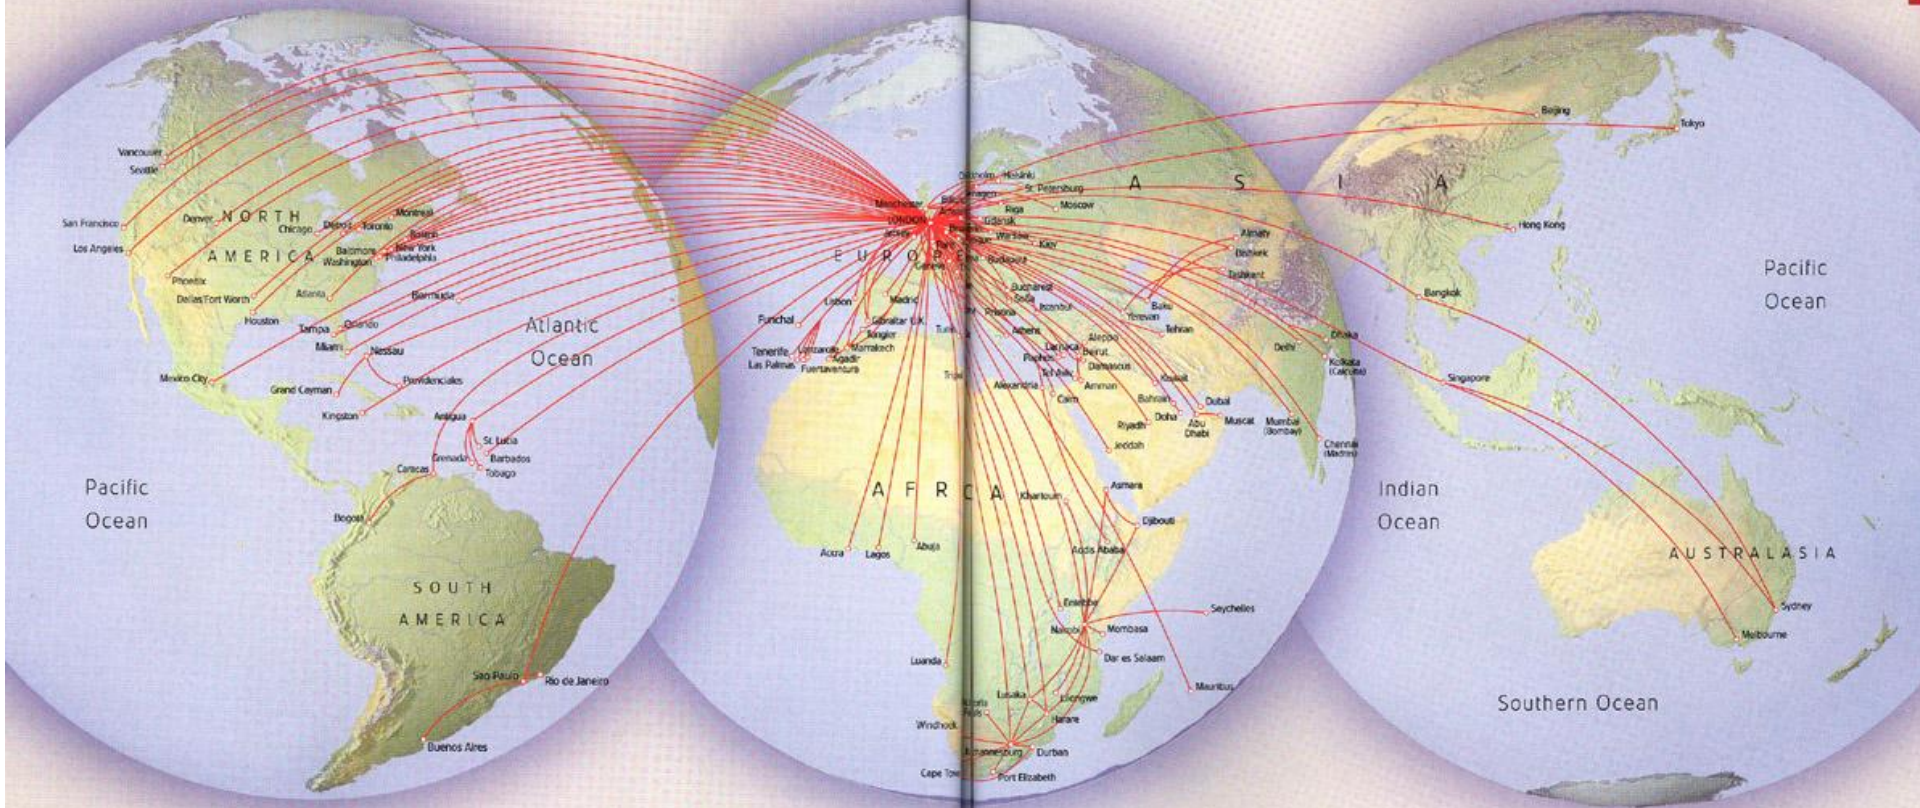 Vancouver
Seattle
San Francisco
Los Angeles
Denver
NORTH
AMERICA
Chicago
Detroit
Toronto
Montreal
Boston
New York
Philadelphia
Baltimore
Washington
Phoenix
Dallas/Fort Worth
Houston
Atlanta
Bermuda
Tampa
Orlando
Miami
Nassau
Mexico City
Grand Cayman
Providenciales
Kingston
Antigua
St. Lucia
Barbados
Grenada
Tobago
Caracas
Bogota
Atlantic
Ocean
Pacific
Ocean
SOUTH
AMERICA
Sao Paulo
Rio de Janeiro
Buenos Aires
Manchester
LONDON
Jersey
EUROPE
Geneva
Helsinki
St. Petersburg
Moscow
Riga
Gdansk
Warsaw
Kiev
Budapest
Bucharest
Sofia
Istanbul
Pristina
Athens
Lisbon
Madrid
Gibraltar U.K.
Tangier
Marrakech
Agadir
Funchal
Tenerife
Lanzarote
Las Palmas
Fuertaventura
Almaty
Bishkek
Tashkent
Baku
Yerevan
Tehran
Aleppo
Larnaca
Beirut
Paphos
Damascus
Tel Aviv
Amman
Alexandria
Cairo
Kuwait
Bahrain
Dubai
Doha
Abu
Dhabi
Muscat
Riyadh
Jeddah
Delhi
Dhaka
Kolkata
(Calcutta)
Mumbai
(Bombay)
Chennai
(Madras)
AFRICA
Khartoum
Asmara
Djibouti
Addis Ababa
Accra
Lagos
Abuja
Entebbe
Nairobi
Mombasa
Seychelles
Dar es Salaam
Luanda
Mauritius
Lusaka
Lilongwe
Harare
Windhoek
Johannesburg
Durban
Port Elizabeth
ASIA
Beijing
Tokyo
Hong Kong
Bangkok
Singapore
Pacific
Ocean
Indian
Ocean
AUSTRALASIA
Sydney
Melbourne
Southern Ocean